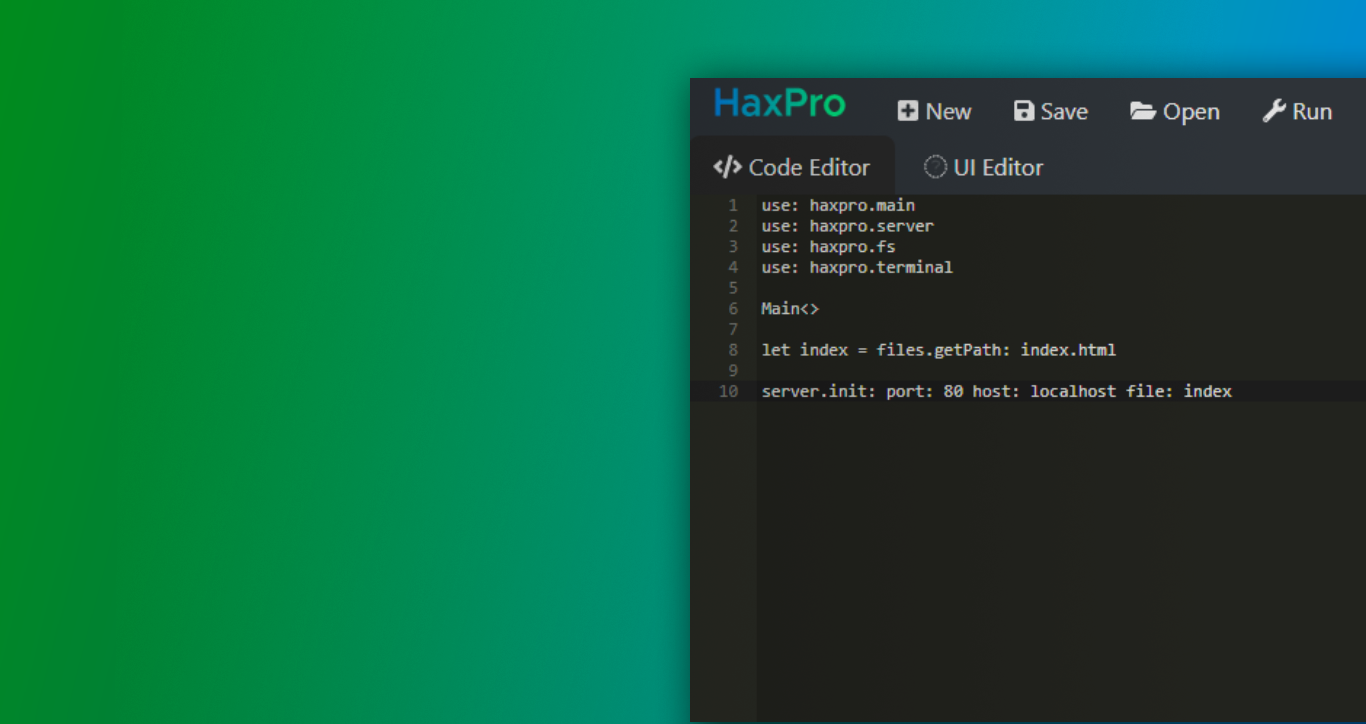 HaxPro New Save Open Run
Code Editor UI Editor
1 use: haxpro.main
2 use: haxpro.server
3 use: haxpro.fs
4 use: haxpro.terminal
5
6 Main<>
7
8 let index = files.getPath: index.html
9
10 server.init: port: 80 host: localhost file: index